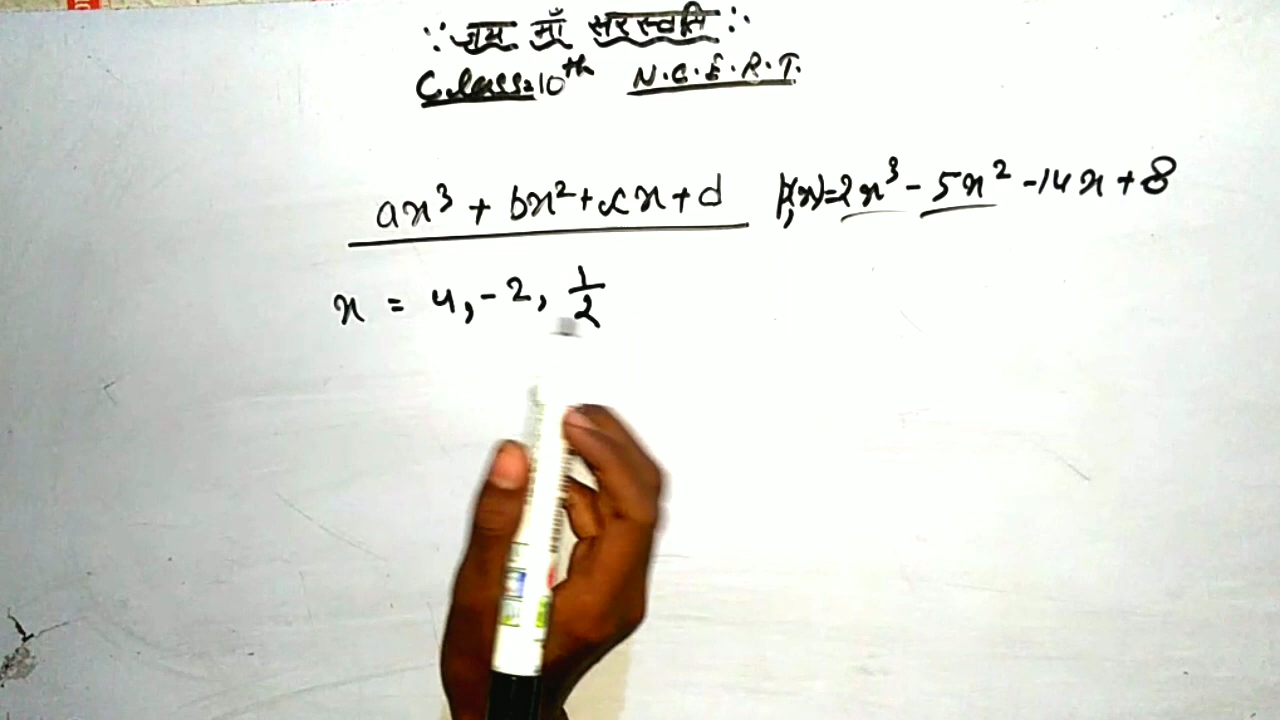 ∵ जय माँ सरस्वति ∴
Class=10th N.C.E.R.T.
ax³ + bx² + cx + d p(x)=2x³ - 5x² - 14x + 8
x = 4, -2, 1/2